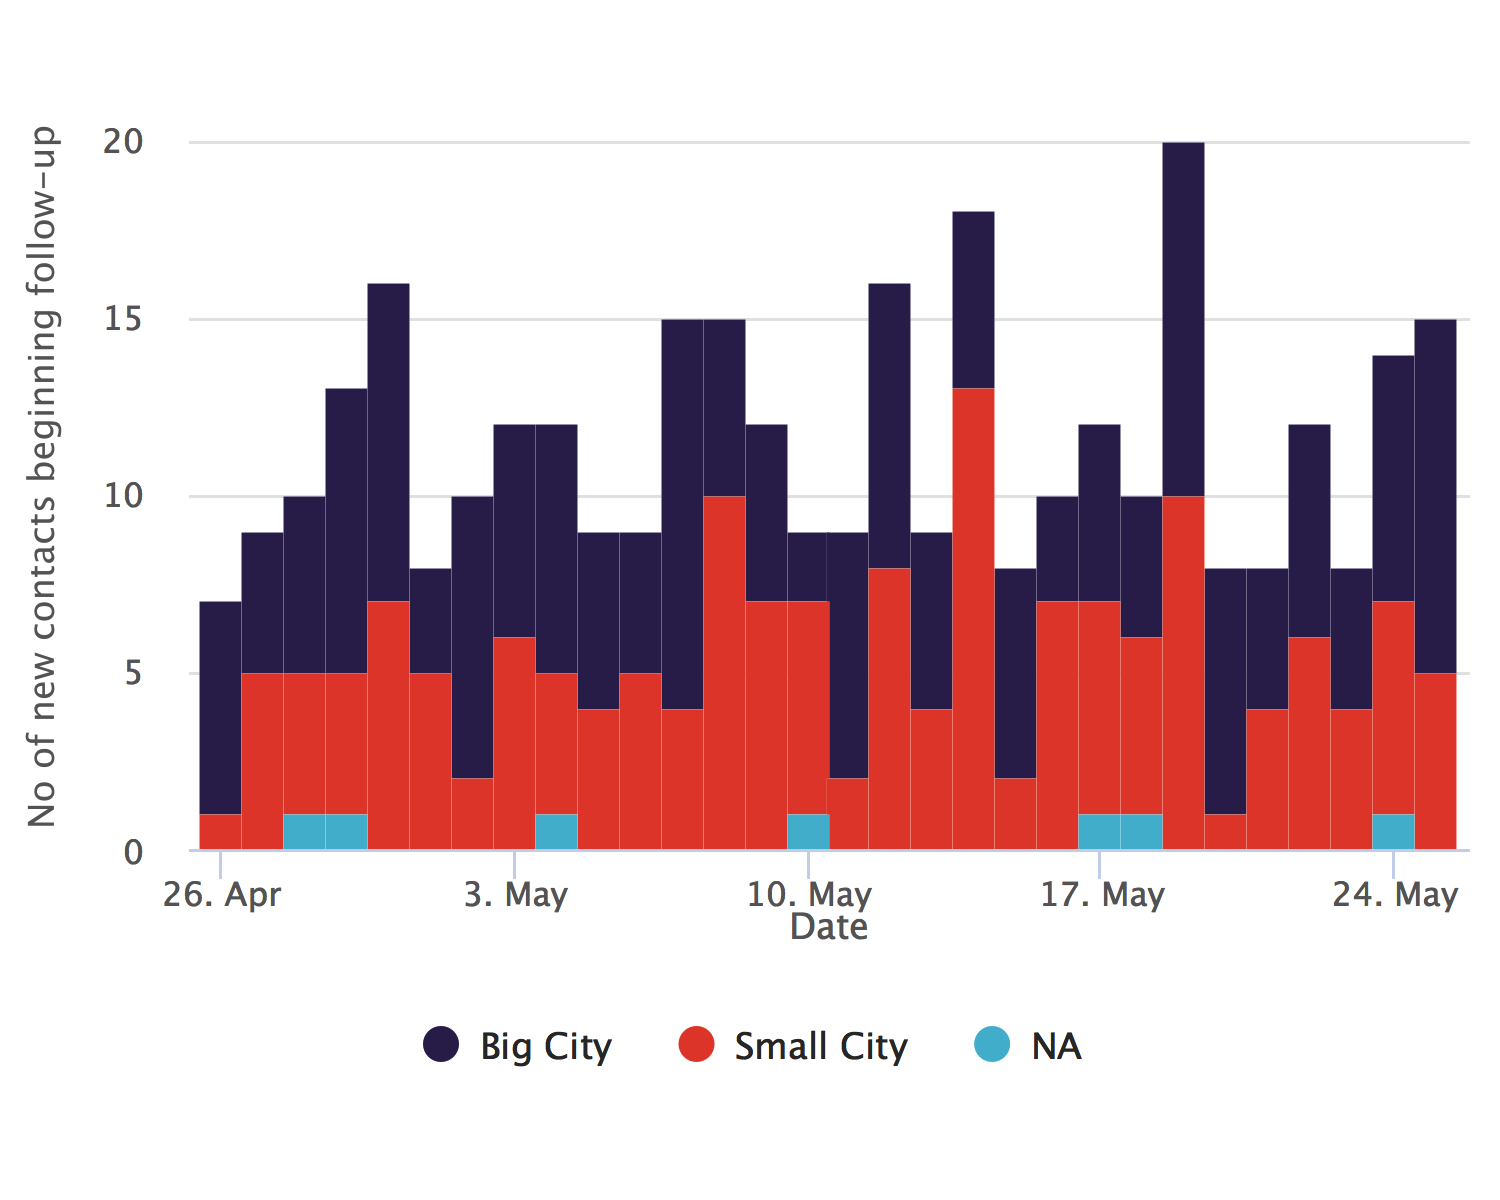 No of new contacts beginning follow-up
20
15
10
5
0
26. Apr 3. May 10. May 17. May 24. May
Date
Big City Small City NA